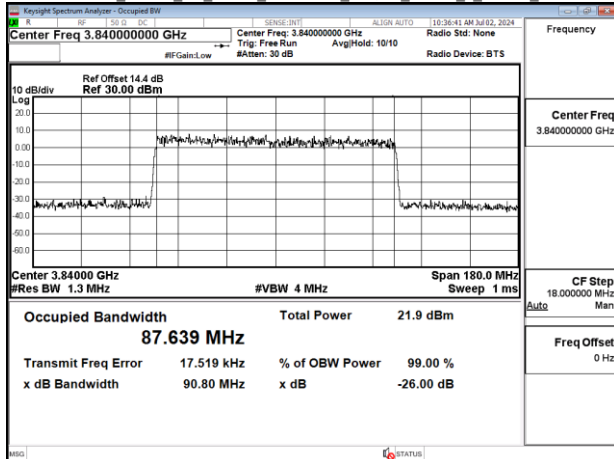 Keysight Spectrum Analyzer - Occupied BW
R RF 50 Ω DC SENSE:INT ALIGN AUTO 10:36:41 AM Jul 02, 2024
Center Freq 3.840000000 GHz
Center Freq: 3.840000000 GHz
Radio Std: None
Trig: Free Run Avg|Hold: 10/10
#IFGain:Low #Atten: 30 dB
Radio Device: BTS
Frequency
Ref Offset 14.4 dB
10 dB/div Ref 30.00 dBm
Log
20.0
10.0
0.00
-10.0
-20.0
-30.0
-40.0
-50.0
-60.0
Center 3.84000 GHz Span 180.0 MHz
#Res BW 1.3 MHz #VBW 4 MHz Sweep 1 ms
Occupied Bandwidth Total Power 21.9 dBm
87.639 MHz
Transmit Freq Error 17.519 kHz % of OBW Power 99.00 %
x dB Bandwidth 90.80 MHz x dB -26.00 dB
Center Freq
3.840000000 GHz
CF Step
18.000000 MHz
Auto Man
Freq Offset
0 Hz
MSG STATUS